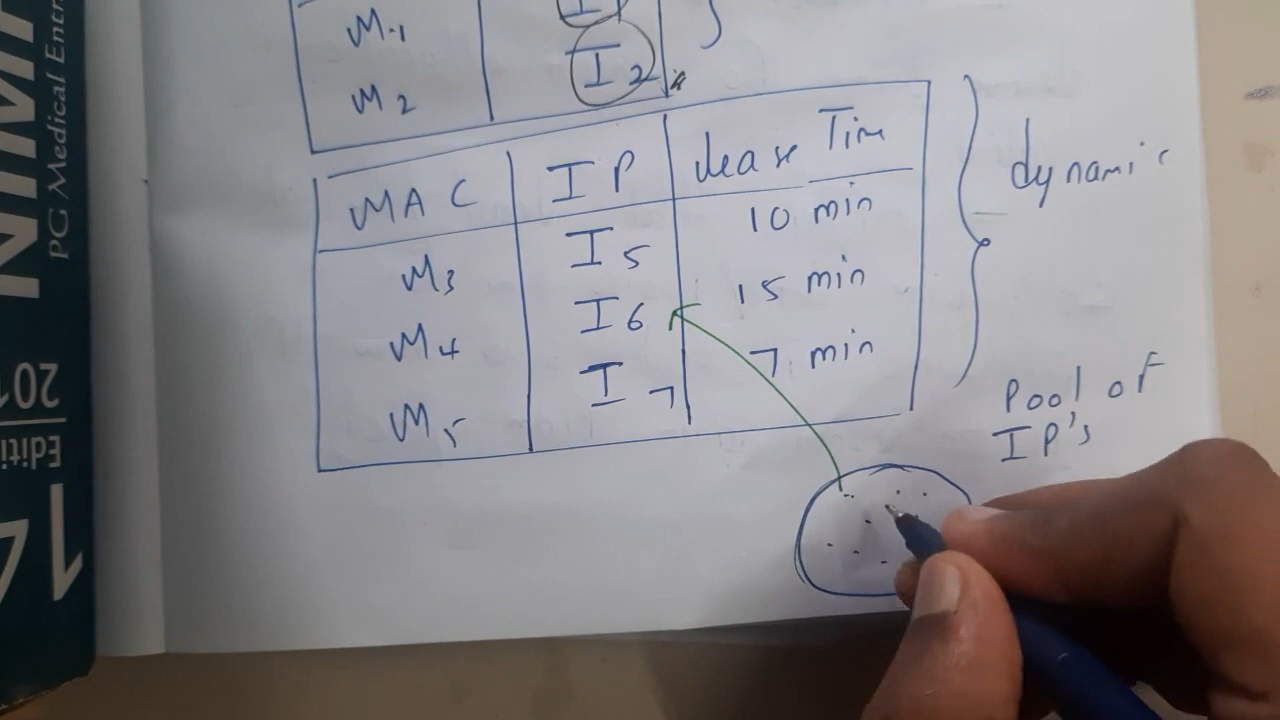 M1
M2 I2
MAC IP Lease Tim
M3 I5 10 min
M4 I6 15 min
M5 I7 7 min
dynamic
Pool of
IP's
PG Medical Entr
201
Editi
14